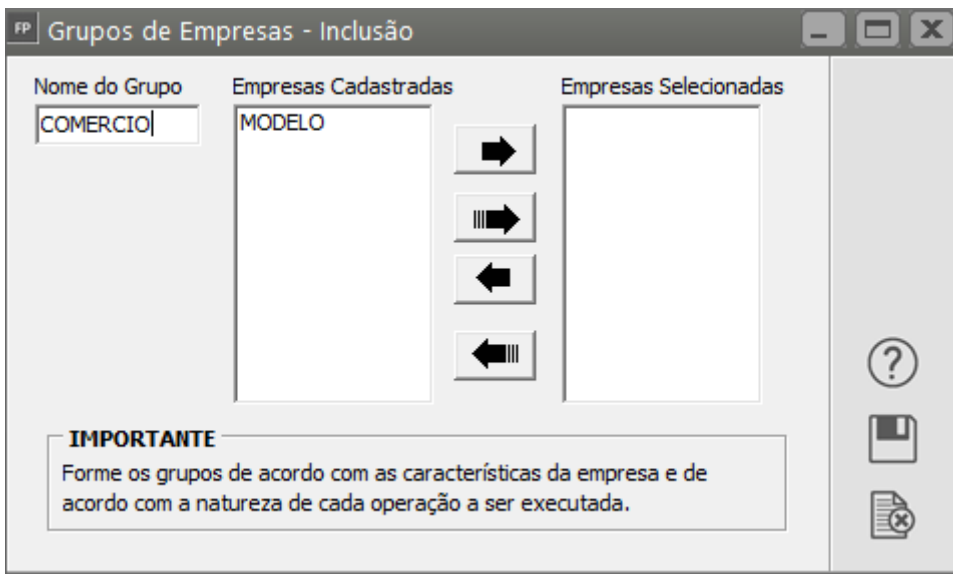 FP Grupos de Empresas - Inclusão
Nome do Grupo
COMERCIO
Empresas Cadastradas
MODELO
Empresas Selecionadas
IMPORTANTE
Forme os grupos de acordo com as características da empresa e de
acordo com a natureza de cada operação a ser executada.
?